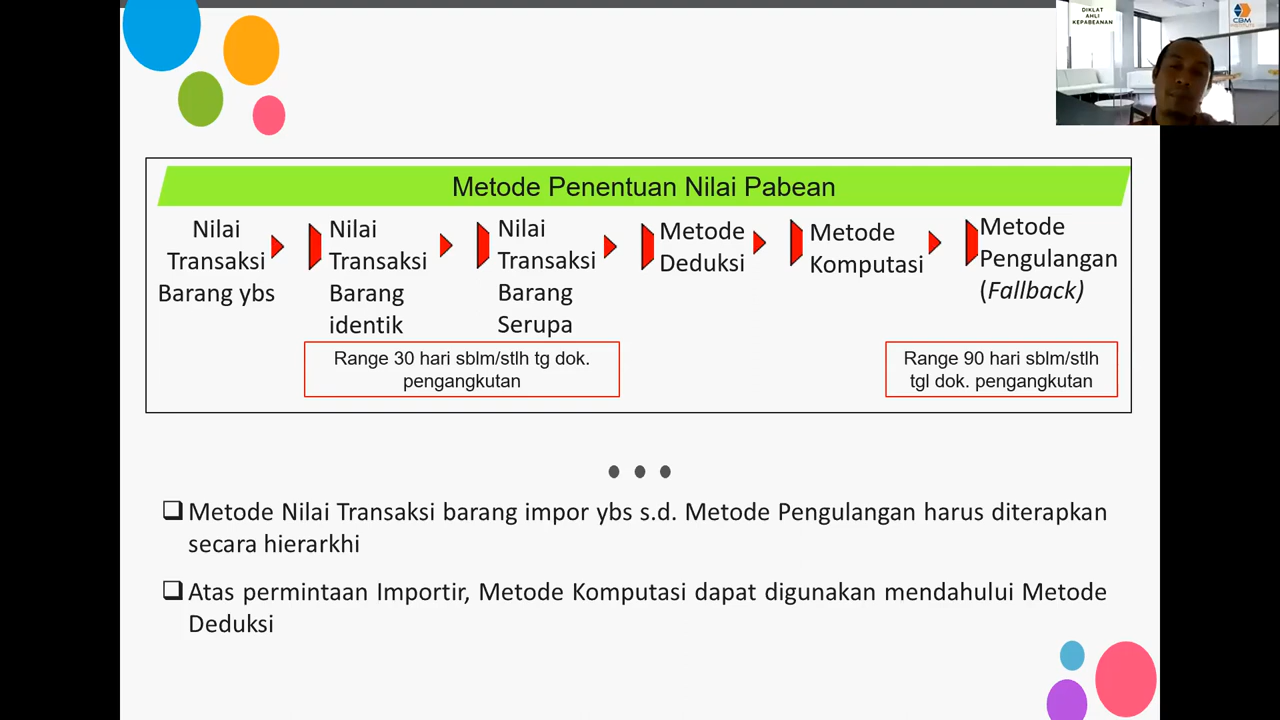 DIKLAT
AHLI
KEPABEANAN
CBM
Metode Penentuan Nilai Pabean
Nilai
Transaksi
Barang ybs
Nilai
Transaksi
Barang
identik
Nilai
Transaksi
Barang
Serupa
Metode
Deduksi
Metode
Komputasi
Metode
Pengulangan
(Fallback)
Range 30 hari sblm/stlh tg dok.
pengangkutan
Range 90 hari sblm/stlh
tgl dok. pengangkutan
Metode Nilai Transaksi barang impor ybs s.d. Metode Pengulangan harus diterapkan
secara hierarkhi
Atas permintaan Importir, Metode Komputasi dapat digunakan mendahului Metode
Deduksi